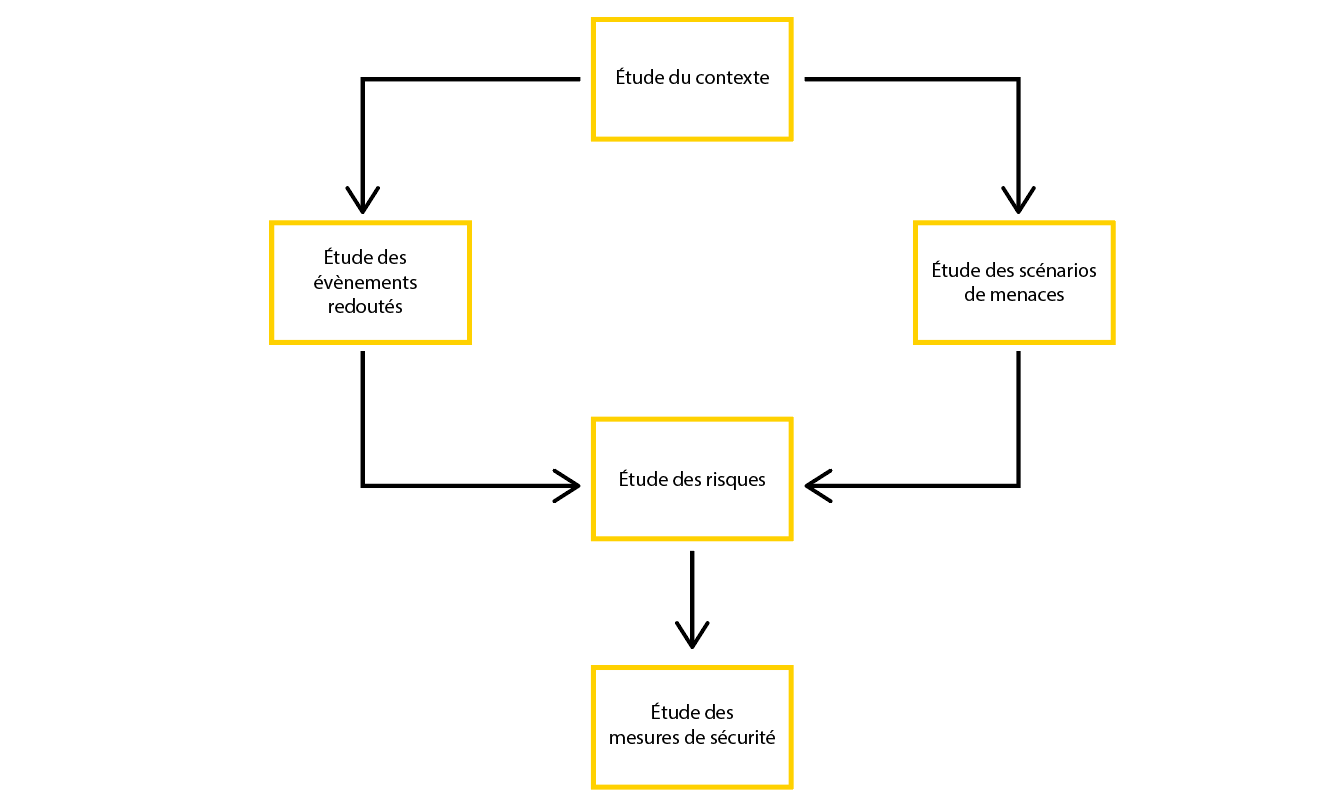 Étude du contexte
Étude des
évènements
redoutés
Étude des scénarios
de menaces
Étude des risques
Étude des
mesures de sécurité